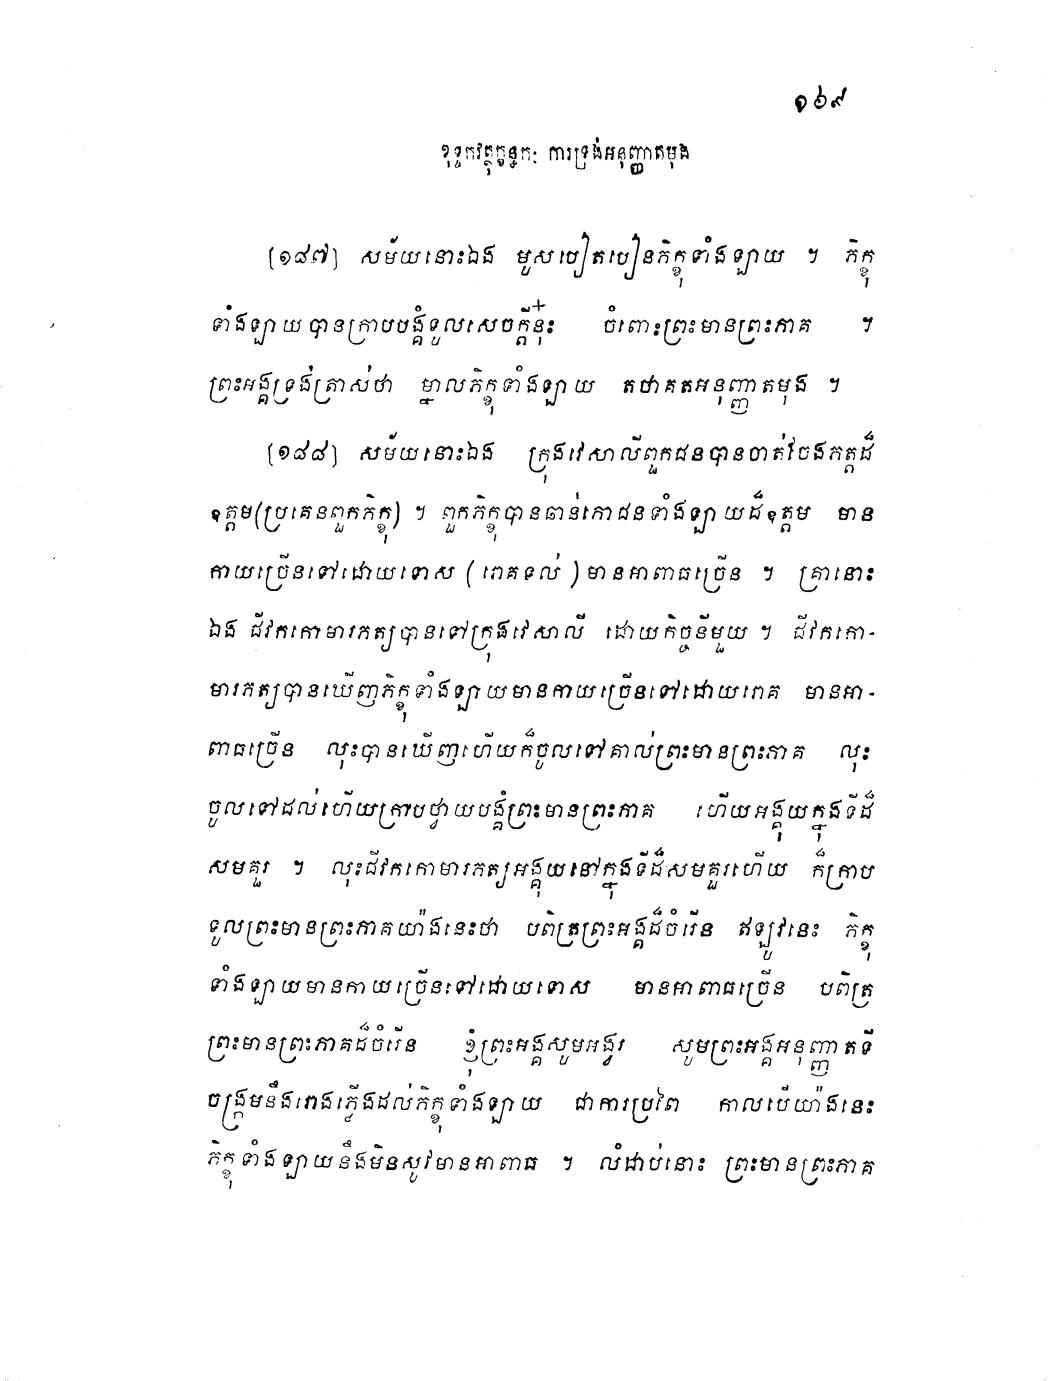 ១៦៩
ខុទ្ទកវត្ថុក្ខន្ធកៈ ការទ្រង់អនុញ្ញាតមុង
[១៨៧] សម័យនោះឯង មូសបៀតបៀនភិក្ខុទាំងឡាយ ។ ភិក្ខុ
ទាំងឡាយបានក្រាបបង្គំទូលសេចក្តីនុ៎ះ ចំពោះព្រះមានព្រះភាគ ។
ព្រះអង្គទ្រង់ត្រាស់ថា ម្នាលភិក្ខុទាំងឡាយ តថាគតអនុញ្ញាតមុង ។
[១៨៨] សម័យនោះឯង ក្រុងវេសាលីពួកជនបានចាត់ចែងភត្តដ៏
ឧត្តម(ប្រគេនពួកភិក្ខុ) ។ ពួកភិក្ខុបានឆាន់ភោជនទាំងឡាយដ៏ឧត្តម មាន
កាយច្រើនទៅដោយទោស (រោគទល់) មានអាពាធច្រើន ។ គ្រានោះ
ឯង ជីវកកោមារភត្យបានទៅក្រុងវេសាលី ដោយកិច្ចនីមួយ ។ ជីវកកោ-
មារភត្យបានឃើញភិក្ខុទាំងឡាយមានកាយច្រើនទៅដោយរោគ មានអា-
ពាធច្រើន លុះបានឃើញហើយក៏ចូលទៅគាល់ព្រះមានព្រះភាគ លុះ
ចូលទៅដល់ហើយក្រាបថ្វាយបង្គំព្រះមានព្រះភាគ ហើយអង្គុយក្នុងទីដ៏
សមគួរ ។ លុះជីវកកោមារភត្យអង្គុយនៅក្នុងទីដ៏សមគួរហើយ ក៏ក្រាប
ទូលព្រះមានព្រះភាគយ៉ាងនេះថា បពិត្រព្រះអង្គដ៏ចំរើន ឥឡូវនេះ ភិក្ខុ
ទាំងឡាយមានកាយច្រើនទៅដោយទោស មានអាពាធច្រើន បពិត្រ
ព្រះមានព្រះភាគដ៏ចំរើន ខ្ញុំព្រះអង្គសូមអង្វរ សូមព្រះអង្គអនុញ្ញាតទី
ចង្ក្រមនឹងរោងភ្លើងដល់ភិក្ខុទាំងឡាយ ជាការប្រពៃ កាលបើយ៉ាងនេះ
ភិក្ខុទាំងឡាយនឹងមិនសូវមានអាពាធ ។ លំដាប់នោះ ព្រះមានព្រះភាគ